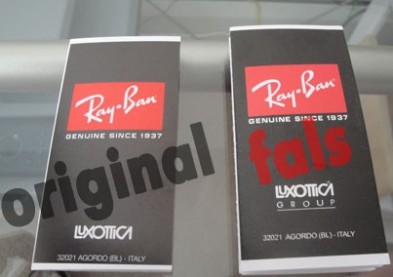 Ray-Ban
GENUINE SINCE 1937
original
LUXOTTICA
32021 AGORDO (BL) - ITALY
Ray-Ban
GENUINE SINCE 1937
fals
LUXOTTICA
GROUP
32021 AGORDO (BL) - ITALY